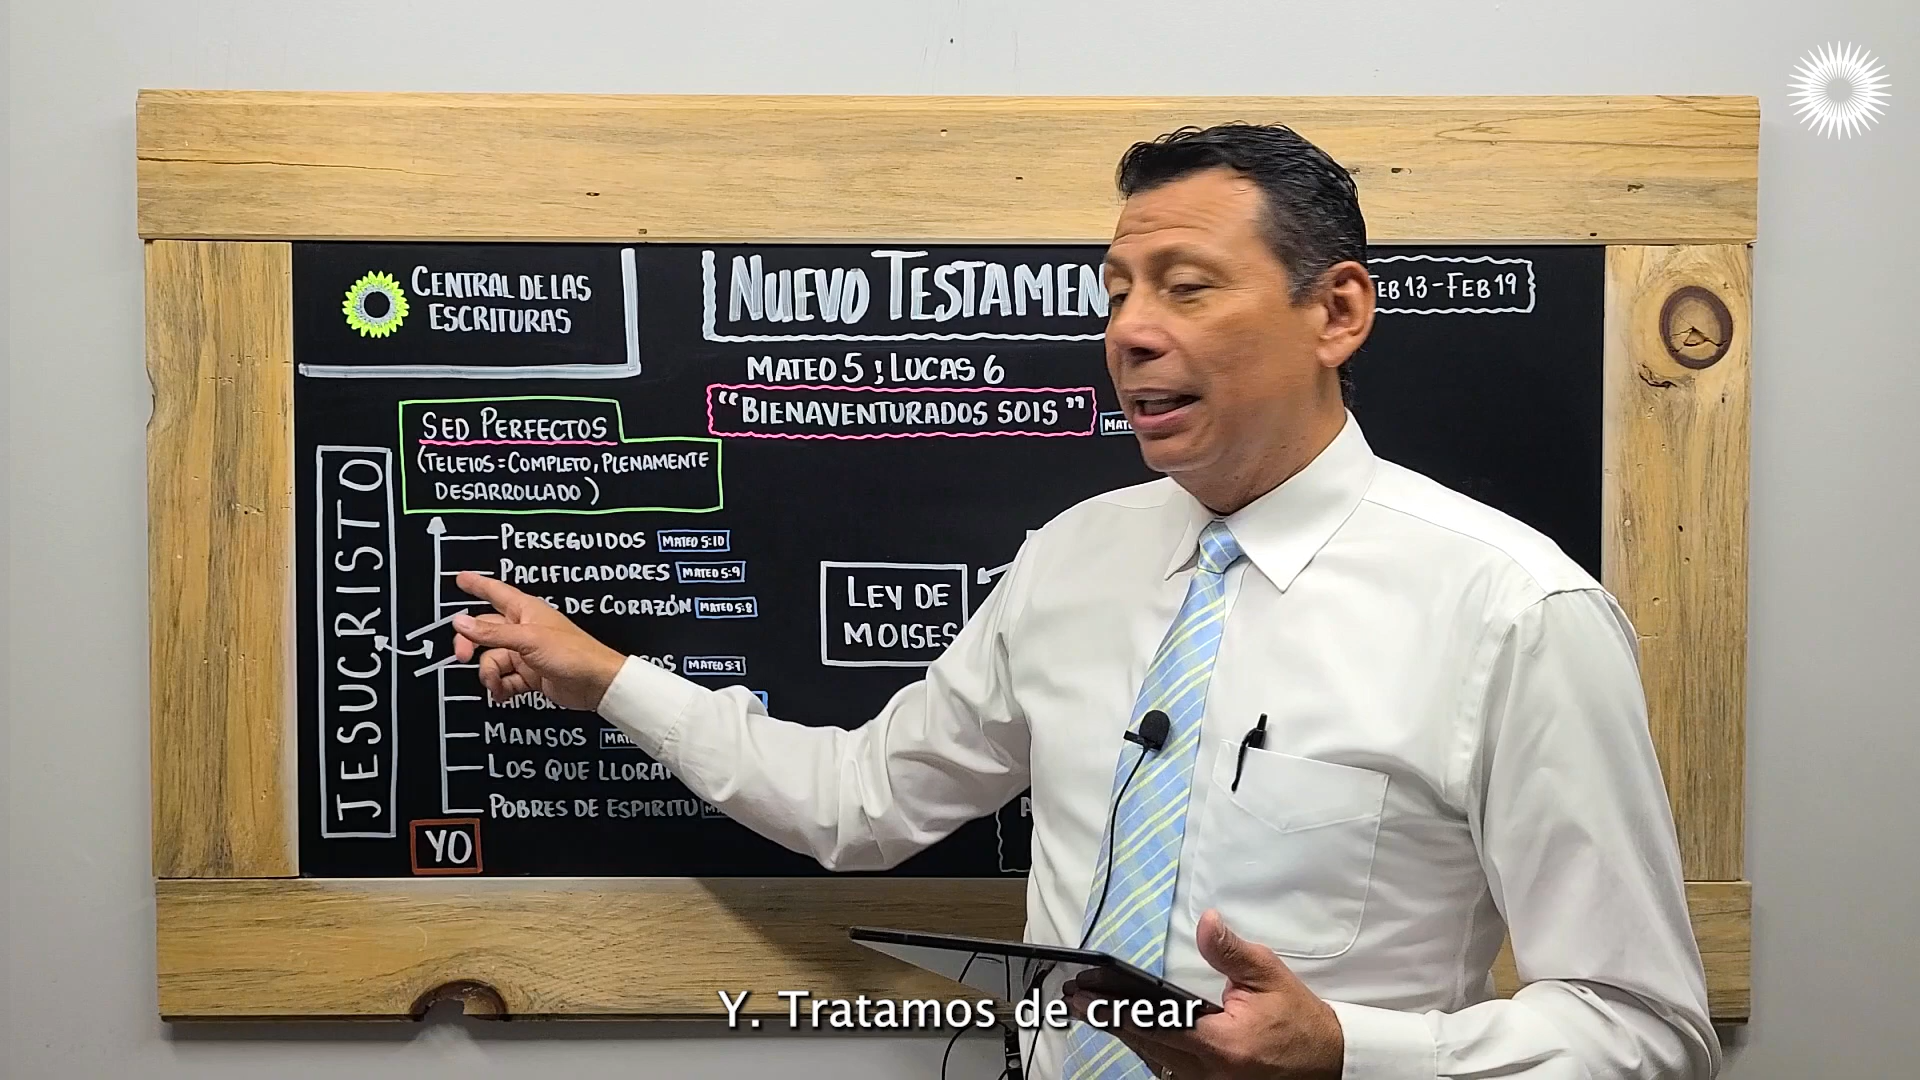 CENTRAL DE LAS
ESCRITURAS
NUEVO TESTAMEN
EB 13-FEB 19
MATEO 5 ; LUCAS 6
"BIENAVENTURADOS SOIS"
SED PERFECTOS
(TELEIOS=COMPLETO, PLENAMENTE
DESARROLLADO)
JESUCRISTO
PERSEGUIDOS MATEO 5:10
PACIFICADORES MATEO 5:9
DE CORAZÓN MATEO 5:8
MATEO 5:7
MANSOS
LOS QUE LLORA
POBRES DE ESPIRITU
YO
LEY DE
MOISES
Y. Tratamos de crear